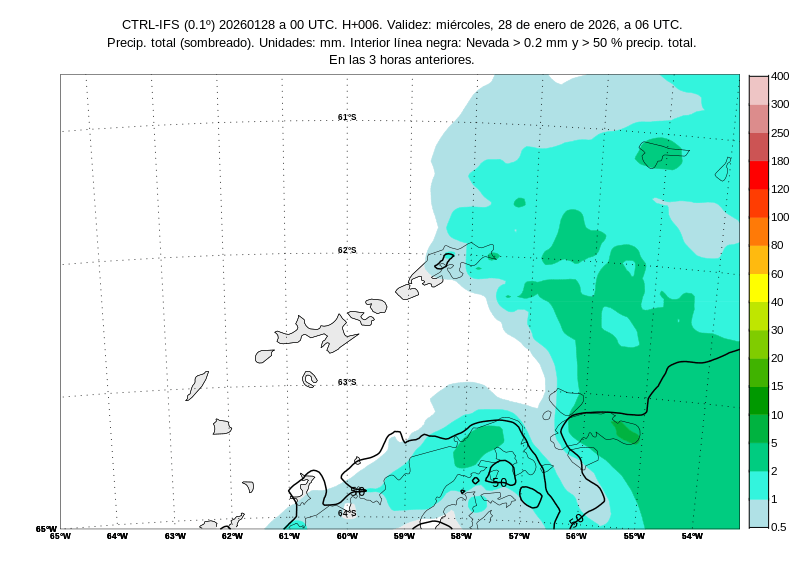 CTRL-IFS (0.1º) 20260128 a 00 UTC. H+006. Validez: miércoles, 28 de enero de 2026, a 06 UTC.
Precip. total (sombreado). Unidades: mm. Interior línea negra: Nevada > 0.2 mm y > 50 % precip. total.
En las 3 horas anteriores.
400
300
250
180
120
100
80
60
40
30
20
15
10
5
2
1
0.5
61°S
62°S
63°S
64°S
50
50
50
65°W
65°W 64°W 63°W 62°W 61°W 60°W 59°W 58°W 57°W 56°W 55°W 54°W